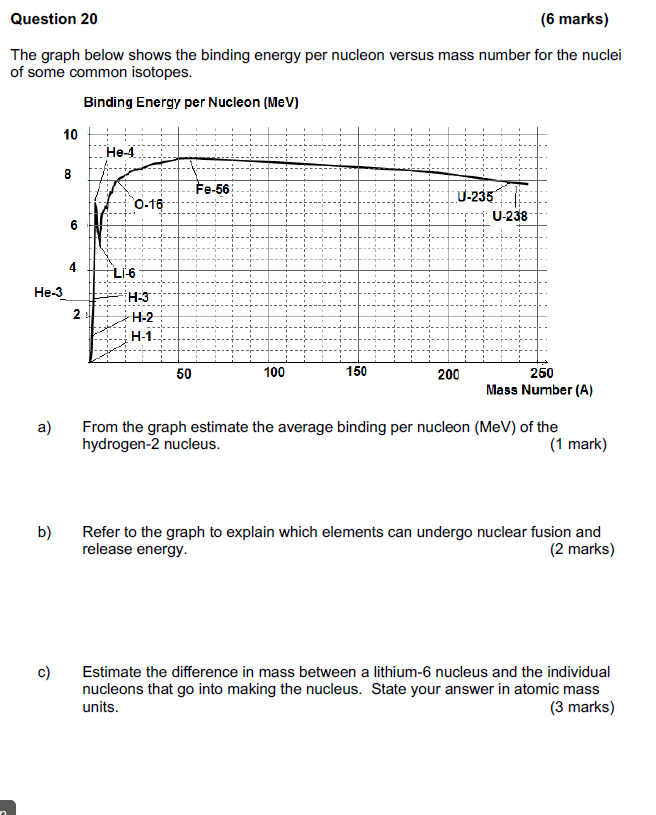 Question 20 (6 marks)
The graph below shows the binding energy per nucleon versus mass number for the nuclei
of some common isotopes.
Binding Energy per Nucleon (MeV)
10
He-4
8
Fe-56
O-16
U-235
U-238
6
4
Li-6
He-3
H-3
2
H-2
H-1
50 100 150 200 250
Mass Number (A)
a) From the graph estimate the average binding per nucleon (MeV) of the
hydrogen-2 nucleus. (1 mark)
b) Refer to the graph to explain which elements can undergo nuclear fusion and
release energy. (2 marks)
c) Estimate the difference in mass between a lithium-6 nucleus and the individual
nucleons that go into making the nucleus. State your answer in atomic mass
units. (3 marks)